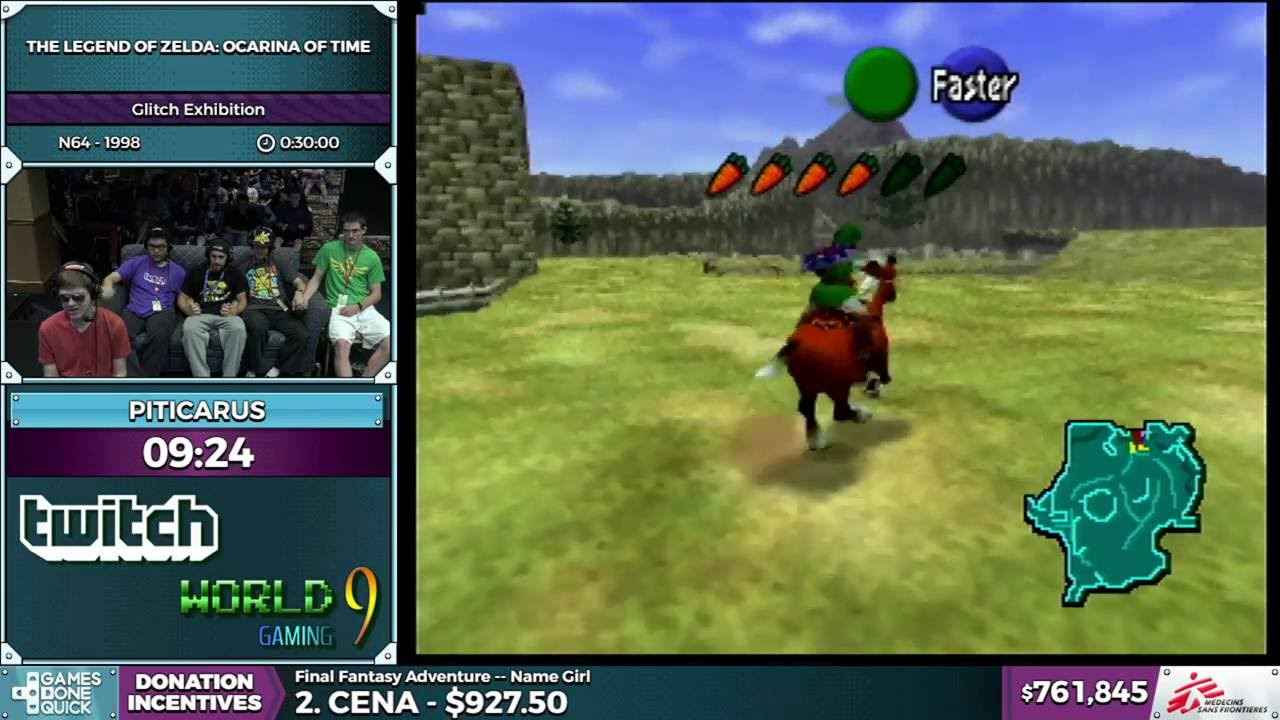 THE LEGEND OF ZELDA: OCARINA OF TIME
Glitch Exhibition
N64 - 1998
0:30:00
Faster
PITICARUS
09:24
twitch
WORLD 9
GAMING
GAMES
DONE
QUICK
DONATION
INCENTIVES
Final Fantasy Adventure -- Name Girl
2. CENA - $927.50
$761,845
MEDECINS
SANS FRONTIERES